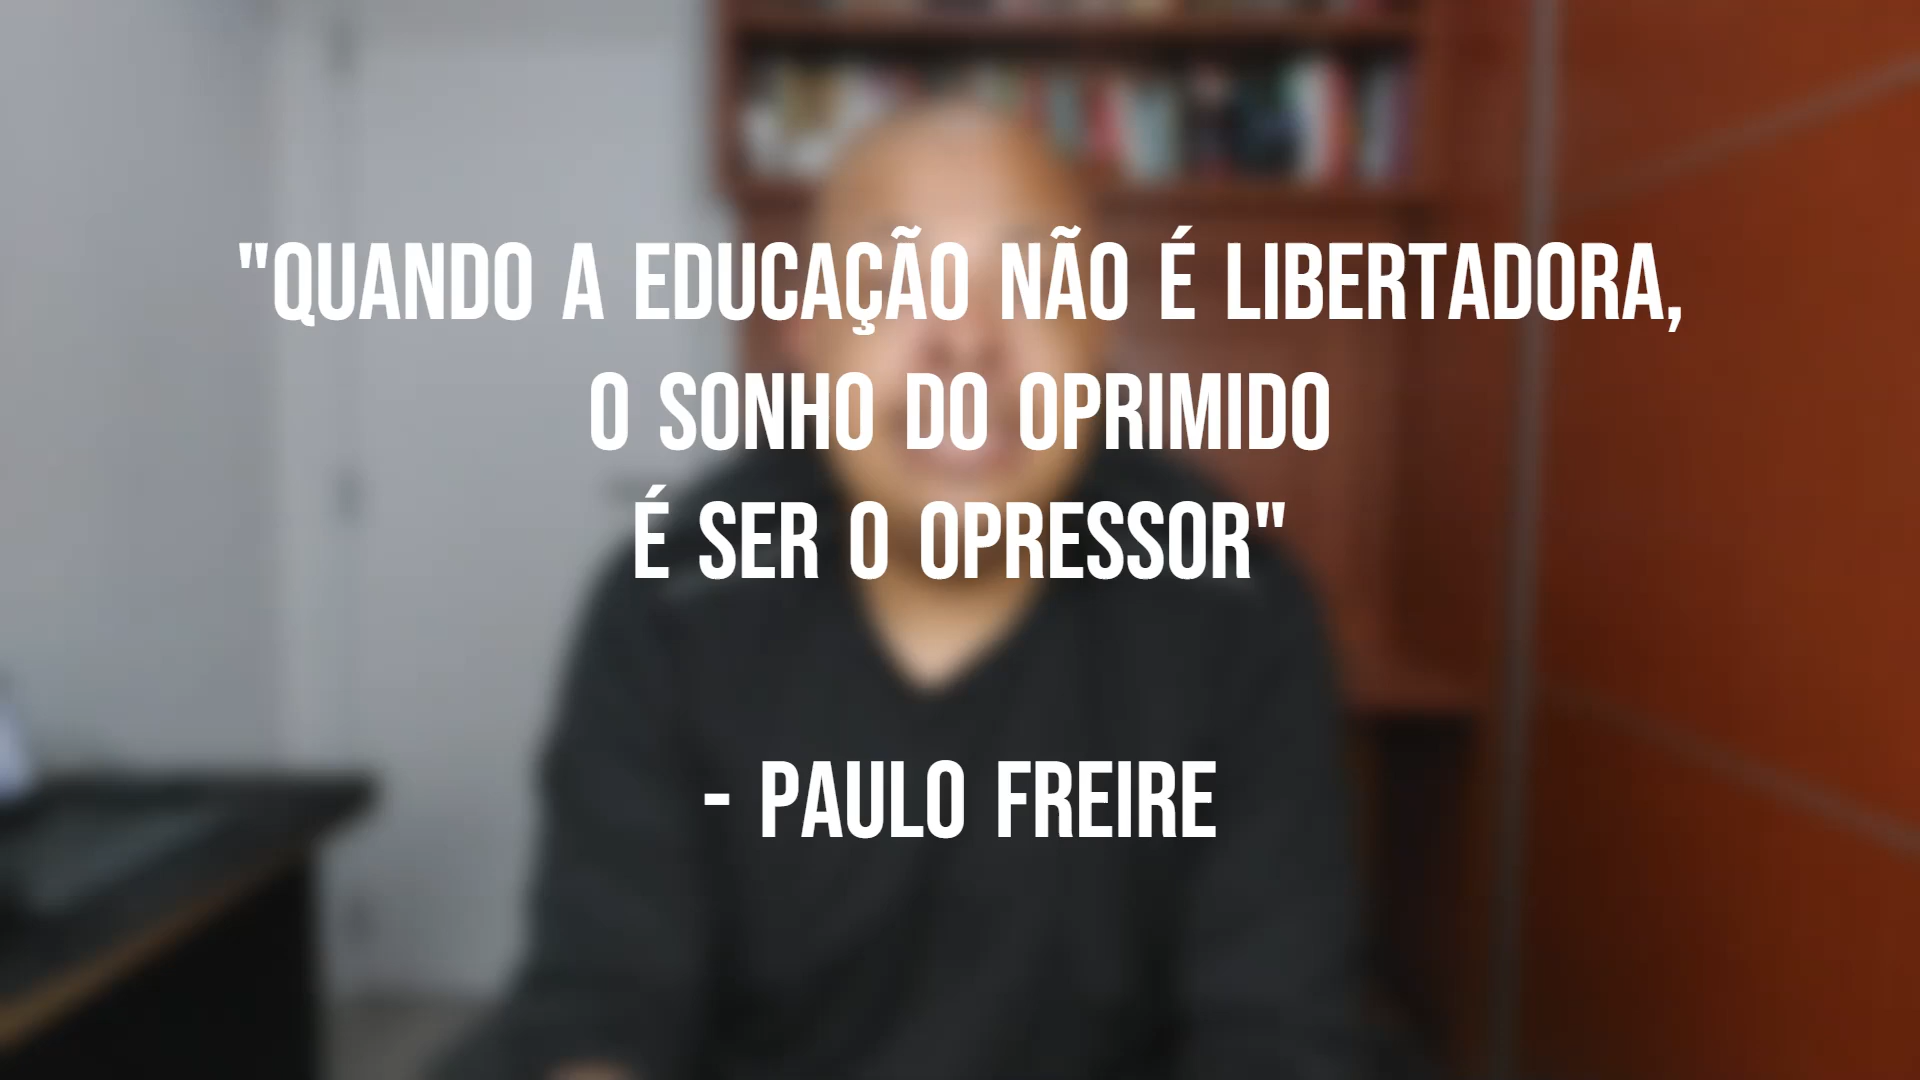 "QUANDO A EDUCAÇÃO NÃO É LIBERTADORA,
O SONHO DO OPRIMIDO
É SER O OPRESSOR"
- PAULO FREIRE